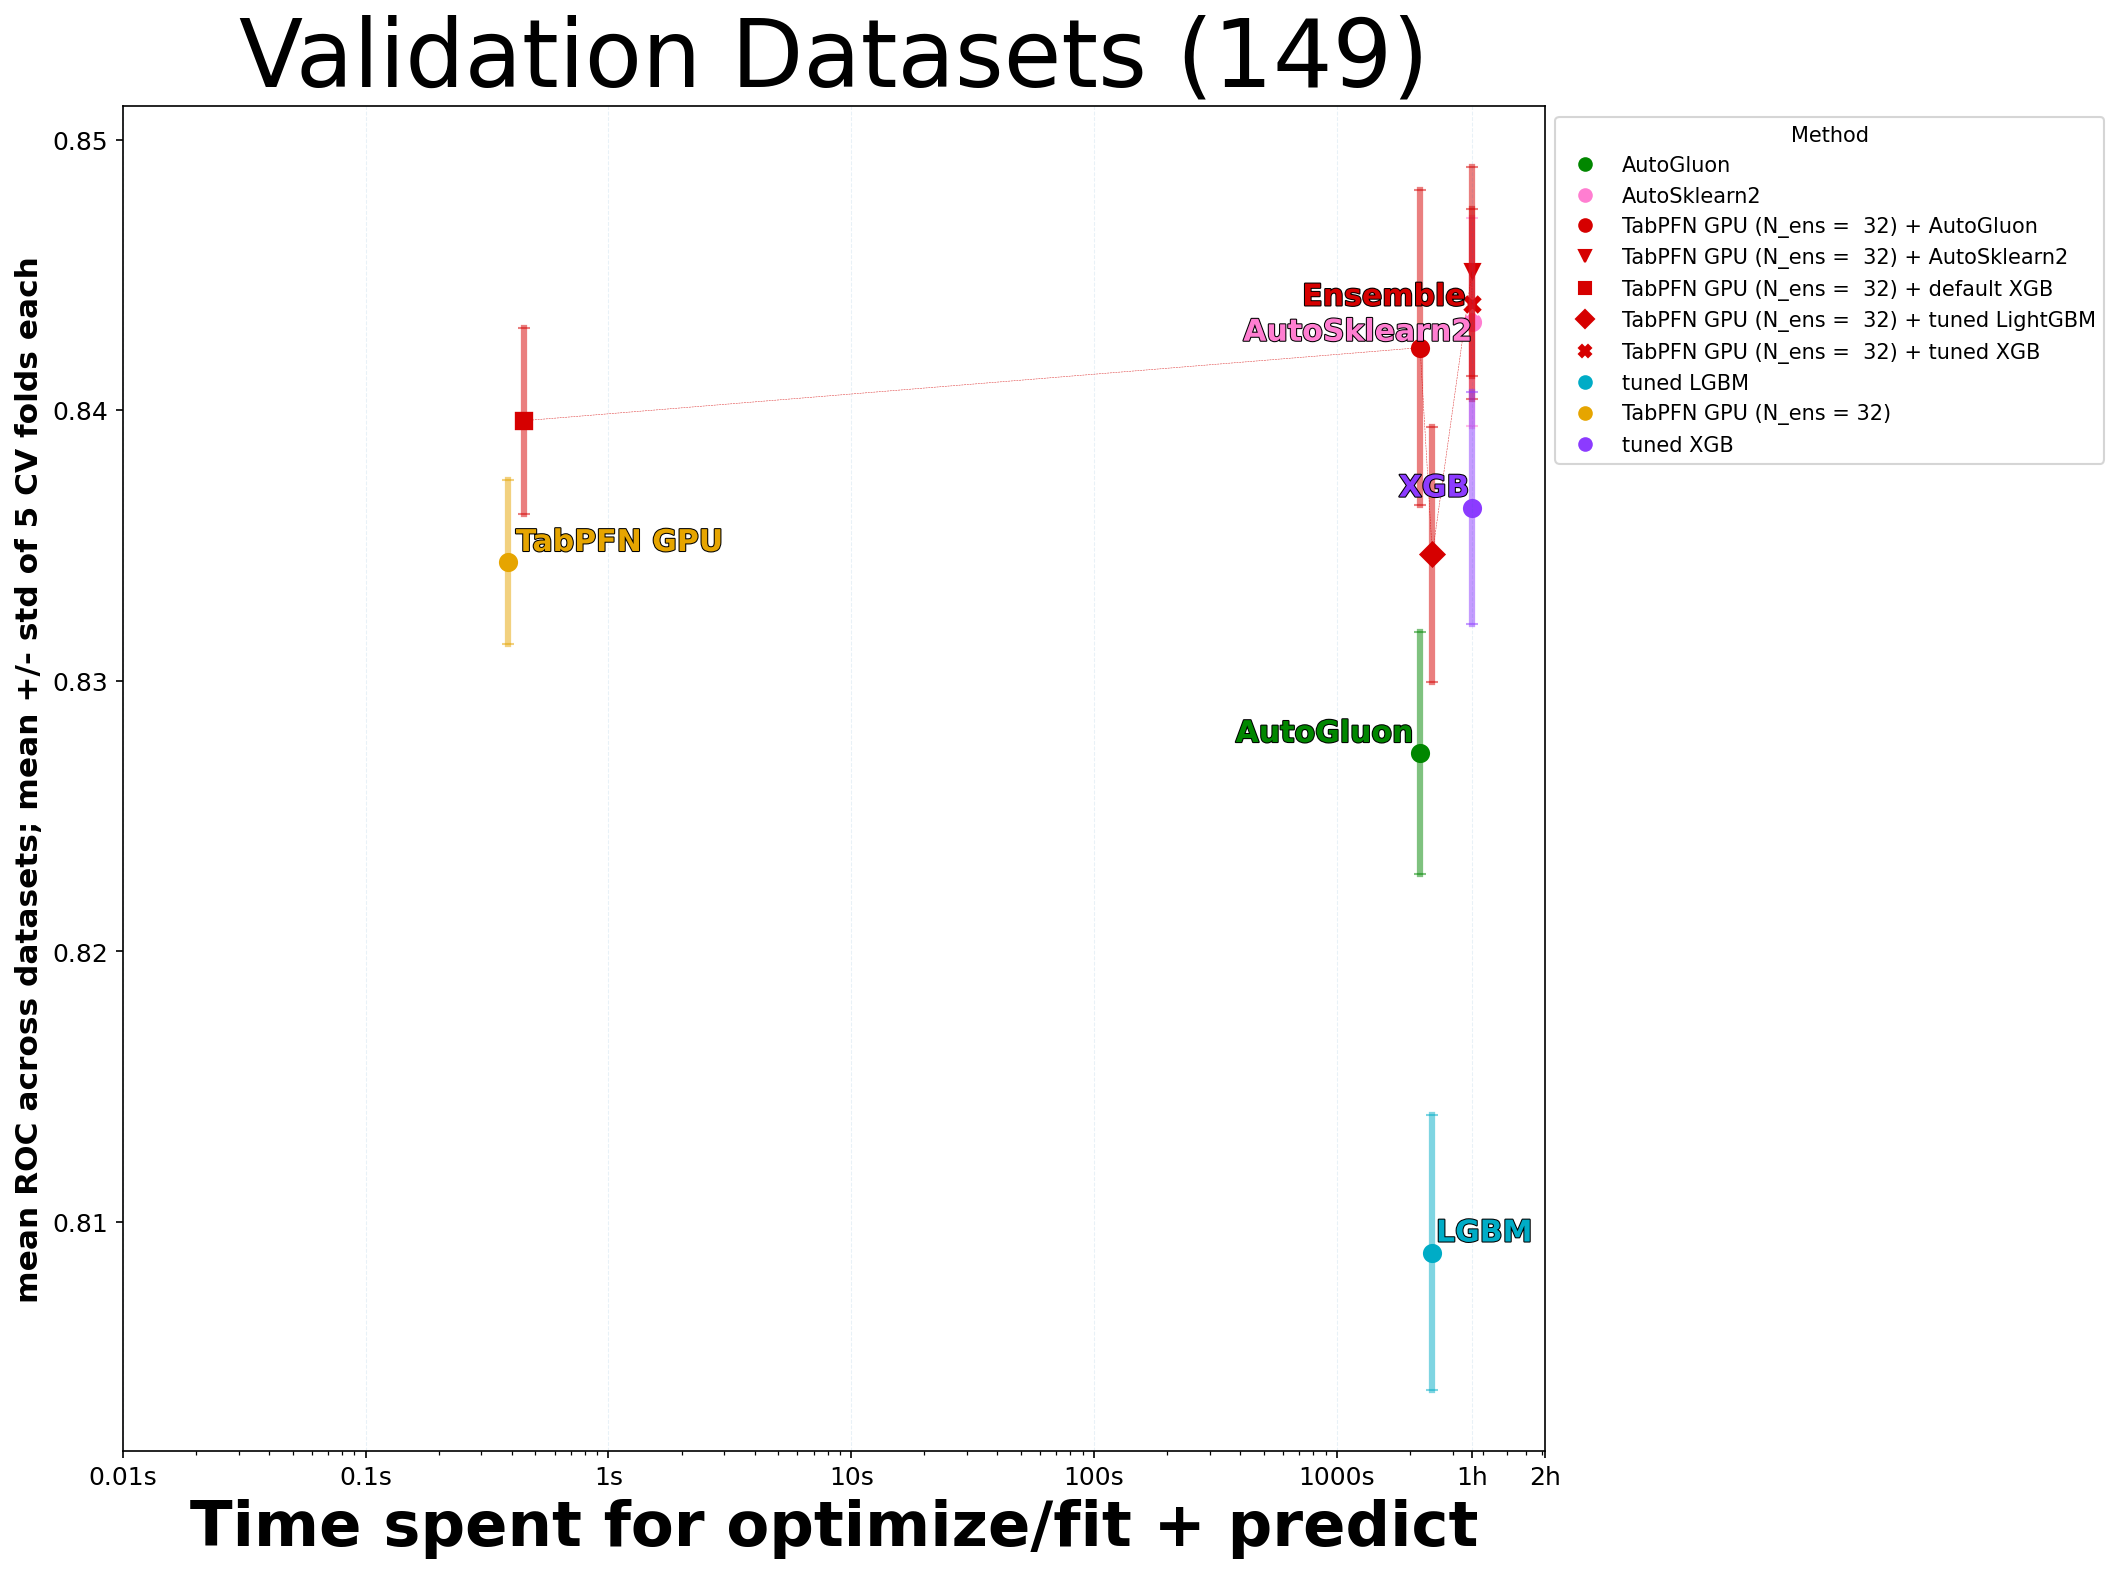 Validation Datasets (149)
mean ROC across datasets; mean +/- std of 5 CV folds each
0.85
0.84
0.83
0.82
0.81
Ensemble
AutoSklearn2
XGB
TabPFN GPU
AutoGluon
LGBM
0.01s 0.1s 1s 10s 100s 1000s 1h 2h
Time spent for optimize/fit + predict
Method
AutoGluon
AutoSklearn2
TabPFN GPU (N_ens =  32) + AutoGluon
TabPFN GPU (N_ens =  32) + AutoSklearn2
TabPFN GPU (N_ens =  32) + default XGB
TabPFN GPU (N_ens =  32) + tuned LightGBM
TabPFN GPU (N_ens =  32) + tuned XGB
tuned LGBM
TabPFN GPU (N_ens = 32)
tuned XGB